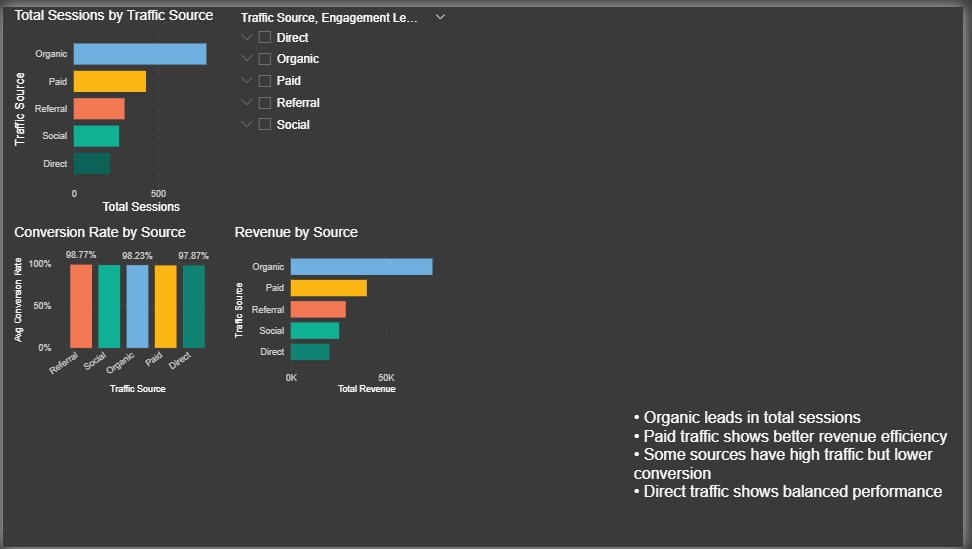 Total Sessions by Traffic Source
Traffic Source
Organic
Paid
Referral
Social
Direct
0 500
Total Sessions
Traffic Source, Engagement Le...
Direct
Organic
Paid
Referral
Social
Conversion Rate by Source
Avg Conversion Rate
98.77% 98.23% 97.87%
100%
50%
0%
Referral Social Organic Paid Direct
Traffic Source
Revenue by Source
Traffic Source
Organic
Paid
Referral
Social
Direct
0K 50K
Total Revenue
• Organic leads in total sessions
• Paid traffic shows better revenue efficiency
• Some sources have high traffic but lower
conversion
• Direct traffic shows balanced performance